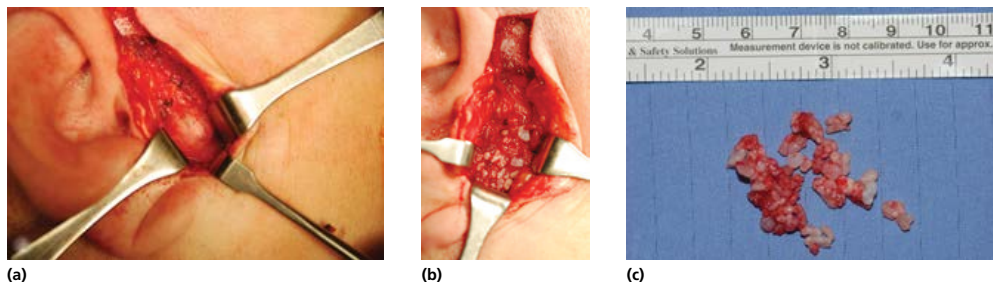 4 5 6 7 8 9 10 11
& Safety Solutions Measurement device is not calibrated. Use for approx.
2 3 4
(a) (b) (c)